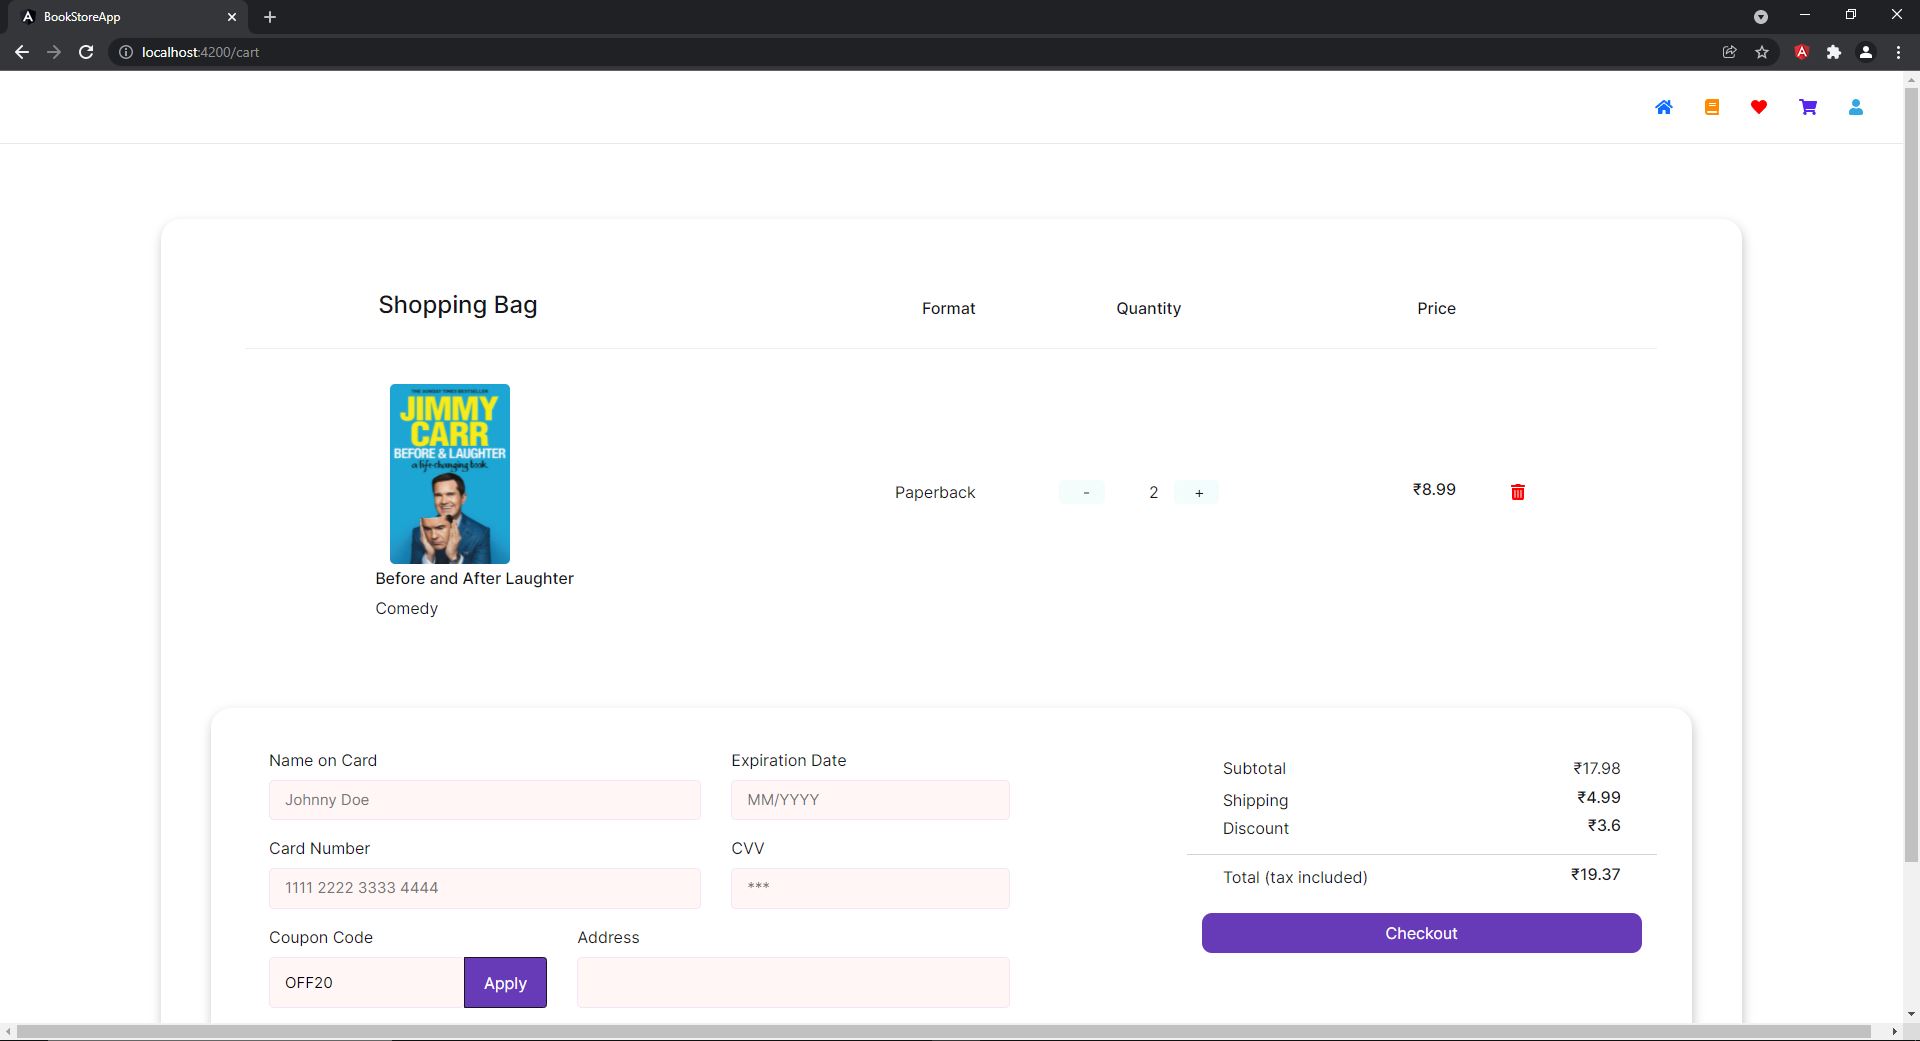 BookStoreApp
localhost:4200/cart
Shopping Bag
Format
Quantity
Price
THE SUNDAY TIMES BESTSELLER
JIMMY
CARR
BEFORE & LAUGHTER
a life-changing book
Paperback
-
2
+
₹8.99
Before and After Laughter
Comedy
Name on Card
Expiration Date
Johnny Doe
MM/YYYY
Card Number
CVV
1111 2222 3333 4444
***
Coupon Code
Address
OFF20
Apply
Subtotal
₹17.98
Shipping
₹4.99
Discount
₹3.6
Total (tax included)
₹19.37
Checkout